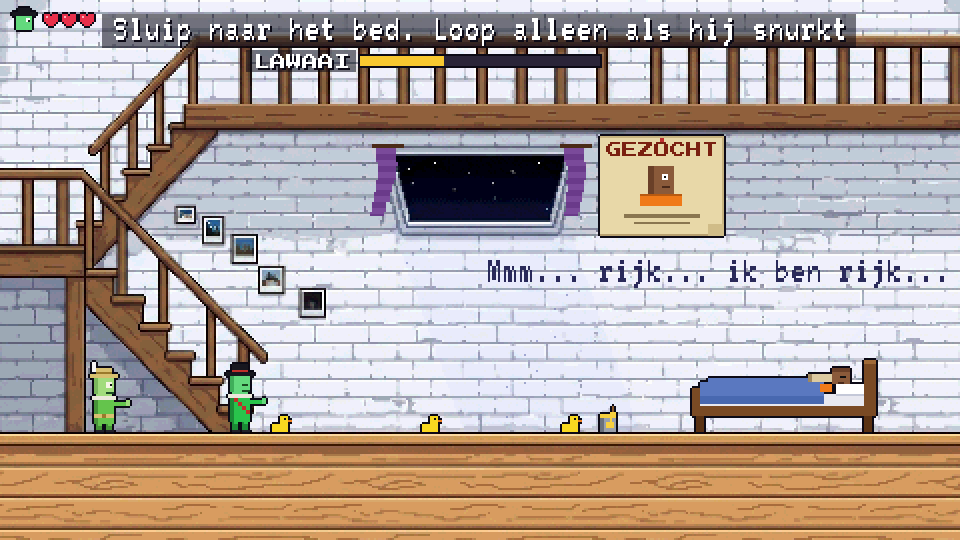 Sluip naar het bed. Loop alleen als hij snurkt
LAWAAI
GEZOCHT
Mmm... rijk... ik ben rijk...